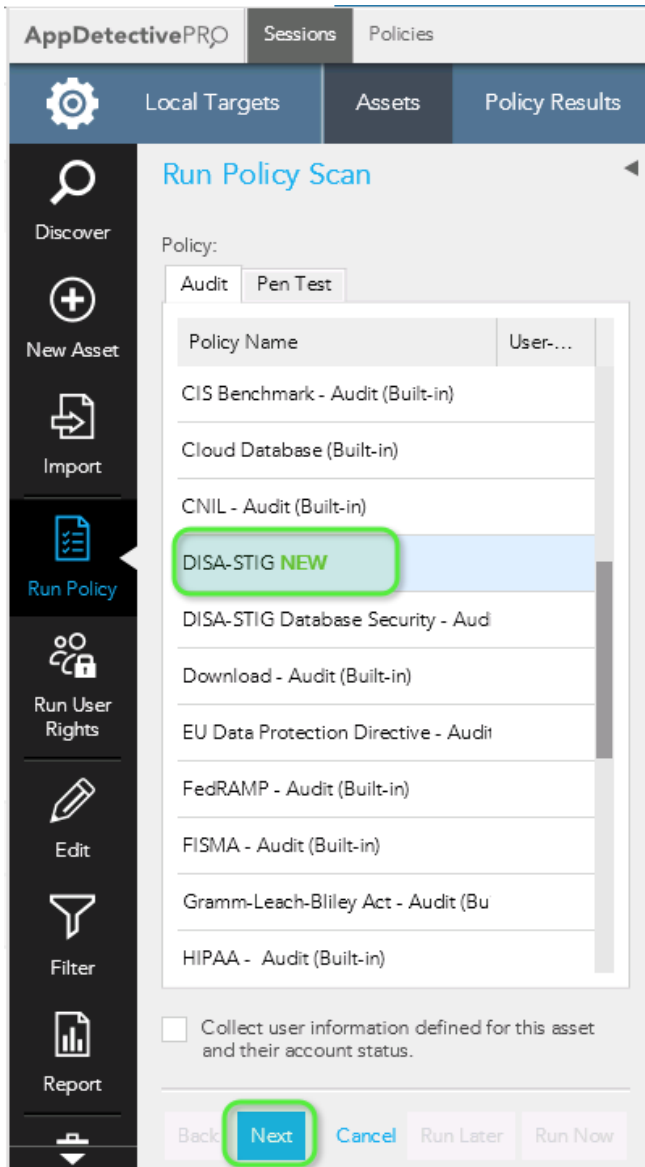 AppDetectivePRO Sessions Policies
Local Targets Assets Policy Results
Discover
New Asset
Import
Run Policy
Run User
Rights
Edit
Filter
Report
Run Policy Scan
Policy:
Audit Pen Test
Policy Name User-...
CIS Benchmark - Audit (Built-in)
Cloud Database (Built-in)
CNIL - Audit (Built-in)
DISA-STIG NEW
DISA-STIG Database Security - Aud
Download - Audit (Built-in)
EU Data Protection Directive - Audit
FedRAMP - Audit (Built-in)
FISMA - Audit (Built-in)
Gramm-Leach-Bliley Act - Audit (Bu
HIPAA - Audit (Built-in)
Collect user information defined for this asset
and their account status.
Back Next Cancel Run Later Run Now